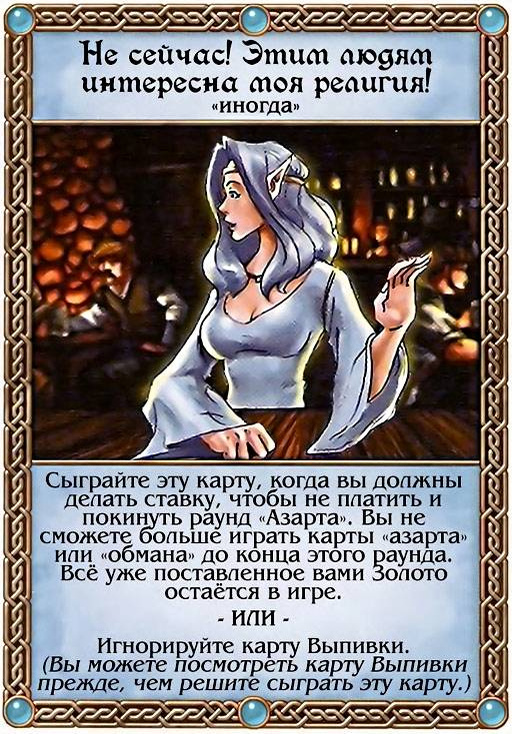 Не сейчас! Этим людям
интересна моя религия!
«иногда»
Сыграйте эту карту, когда вы должны
делать ставку, чтобы не платить и
покинуть раунд «Азарта». Вы не
сможете больше играть карты «азарта»
или «обмана» до конца этого раунда.
Всё уже поставленное вами Золото
остаётся в игре.
- ИЛИ -
Игнорируйте карту Выпивки.
(Вы можете посмотреть карту Выпивки
прежде, чем решите сыграть эту карту.)